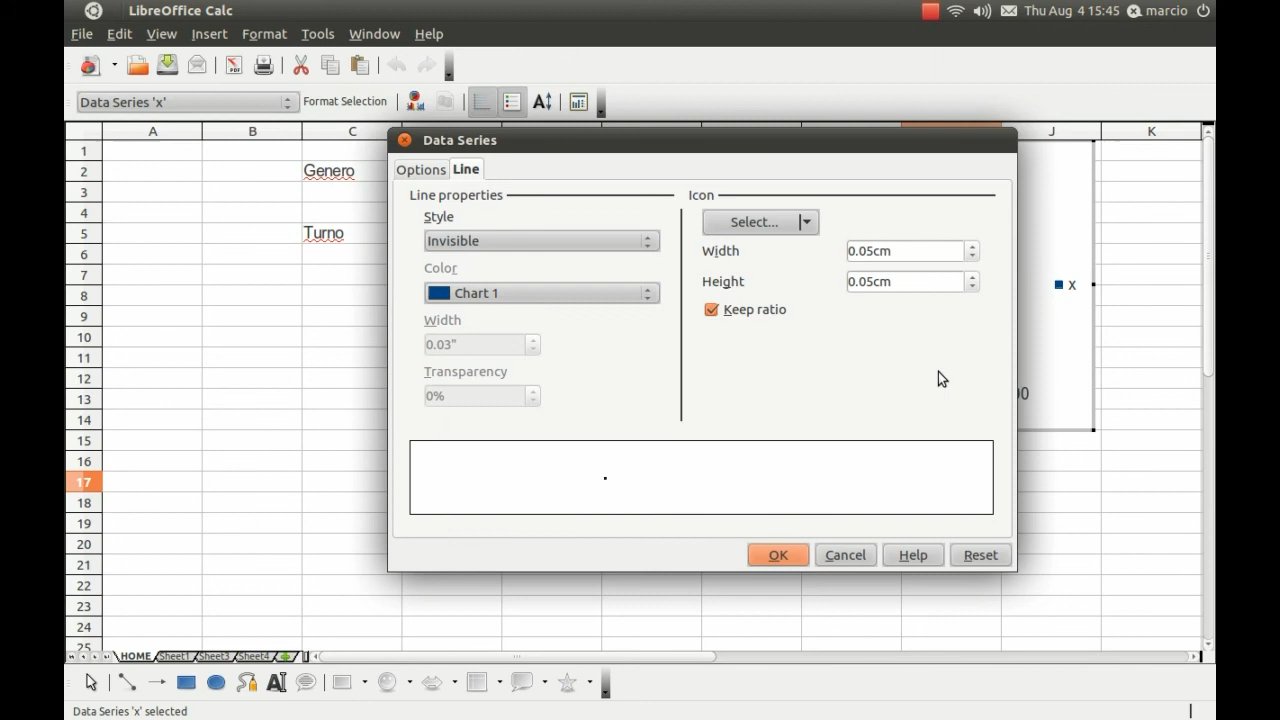 LibreOffice Calc
Thu Aug 4 15:45 marcio
File Edit View Insert Format Tools Window Help
Data Series 'x' Format Selection
A B C J K
1
2 Genero
3
4
5 Turno
6
7
8
9
10
11
12
13
14
15
16
17
18
19
20
21
22
23
24
25
Data Series
Options Line
Line properties
Style
Invisible
Color
Chart 1
Width
0.03"
Transparency
0%
Icon
Select...
Width 0.05cm
Height 0.05cm
Keep ratio
OK Cancel Help Reset
x
HOME Sheet1 Sheet3 Sheet4
Data Series 'x' selected